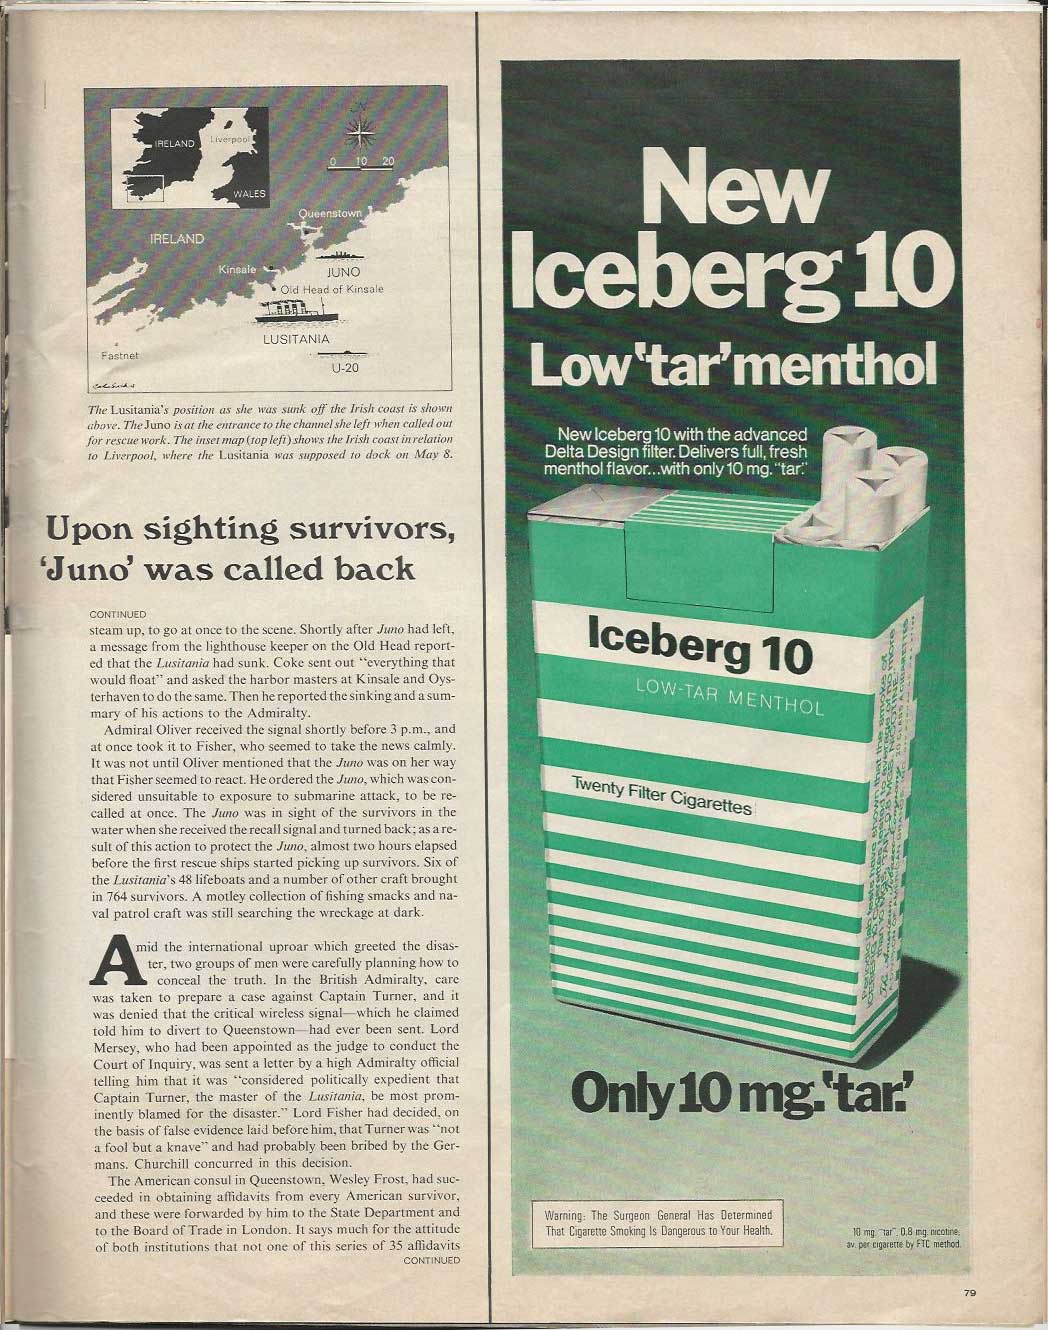 N
IRELAND
Liverpool
WALES
0 10 20
Queenstown
IRELAND
Kinsale
JUNO
Old Head of Kinsale
LUSITANIA
Fastnet
U-20
The Lusitania's position as she was sunk off the Irish coast is shown
above. The Juno is at the entrance to the channel she left when called out
for rescue work. The inset map (top left) shows the Irish coast in relation
to Liverpool, where the Lusitania was supposed to dock on May 8.
Upon sighting survivors,
‘Juno’ was called back
CONTINUED
steam up, to go at once to the scene. Shortly after Juno had left,
a message from the lighthouse keeper on the Old Head report-
ed that the Lusitania had sunk. Coke sent out “everything that
would float” and asked the harbor masters at Kinsale and Oys-
terhaven to do the same. Then he reported the sinking and a sum-
mary of his actions to the Admiralty.
Admiral Oliver received the signal shortly before 3 p.m., and
at once took it to Fisher, who seemed to take the news calmly.
It was not until Oliver mentioned that the Juno was on her way
that Fisher seemed to react. He ordered the Juno, which was con-
sidered unsuitable to exposure to submarine attack, to be re-
called at once. The Juno was in sight of the survivors in the
water when she received the recall signal and turned back; as a re-
sult of this action to protect the Juno, almost two hours elapsed
before the first rescue ships started picking up survivors. Six of
the Lusitania's 48 lifeboats and a number of other craft brought
in 764 survivors. A motley collection of fishing smacks and na-
val patrol craft was still searching the wreckage at dark.
Amid the international uproar which greeted the disas-
ter, two groups of men were carefully planning how to
conceal the truth. In the British Admiralty, care
was taken to prepare a case against Captain Turner, and it
was denied that the critical wireless signal—which he claimed
told him to divert to Queenstown—had ever been sent. Lord
Mersey, who had been appointed as the judge to conduct the
Court of Inquiry, was sent a letter by a high Admiralty official
telling him that it was “considered politically expedient that
Captain Turner, the master of the Lusitania, be most prom-
inently blamed for the disaster.” Lord Fisher had decided, on
the basis of false evidence laid before him, that Turner was “not
a fool but a knave” and had probably been bribed by the Ger-
mans. Churchill concurred in this decision.
The American consul in Queenstown, Wesley Frost, had suc-
ceeded in obtaining affidavits from every American survivor,
and these were forwarded by him to the State Department and
to the Board of Trade in London. It says much for the attitude
of both institutions that not one of this series of 35 affidavits
CONTINUED
New
Iceberg 10
Low ‘tar’ menthol
New Iceberg 10 with the advanced
Delta Design filter. Delivers full, fresh
menthol flavor...with only 10 mg. “tar.”
Iceberg 10
LOW-TAR MENTHOL
Twenty Filter Cigarettes
Only 10 mg. ‘tar.’
Warning: The Surgeon General Has Determined
That Cigarette Smoking Is Dangerous to Your Health.
10 mg. “tar”, 0.8 mg. nicotine,
av. per cigarette by FTC method.
79